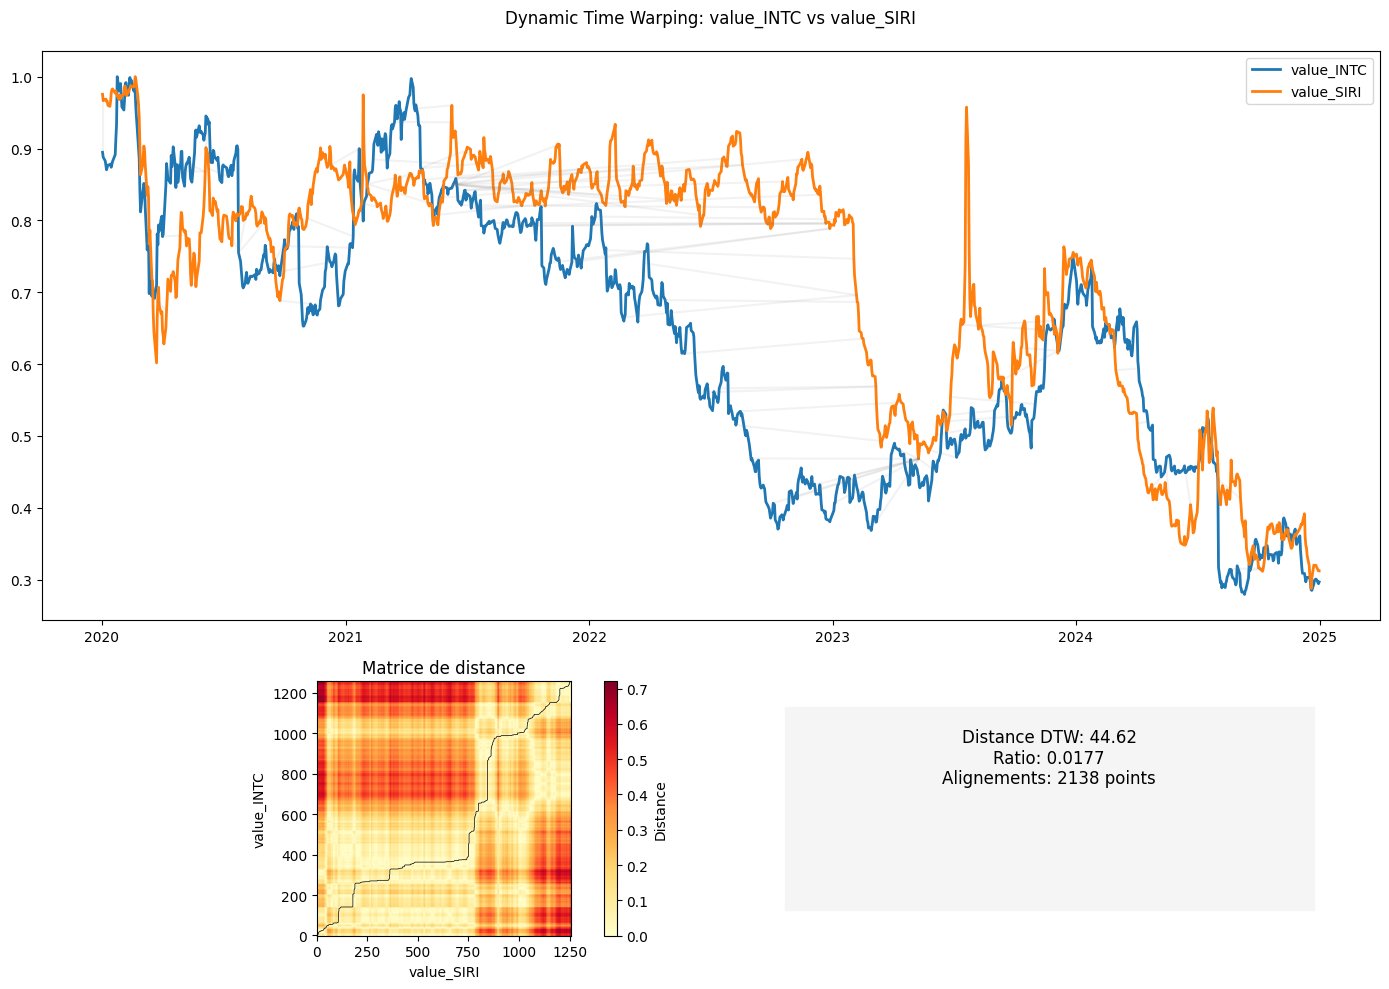 Dynamic Time Warping: value_INTC vs value_SIRI
value_INTC
value_SIRI
1.0
0.9
0.8
0.7
0.6
0.5
0.4
0.3
2020 2021 2022 2023 2024 2025
Matrice de distance
1200
1000
800
600
400
200
0
value_INTC
0 250 500 750 1000 1250
value_SIRI
0.7
0.6
0.5
0.4
0.3
0.2
0.1
0.0
Distance
Distance DTW: 44.62
Ratio: 0.0177
Alignements: 2138 points